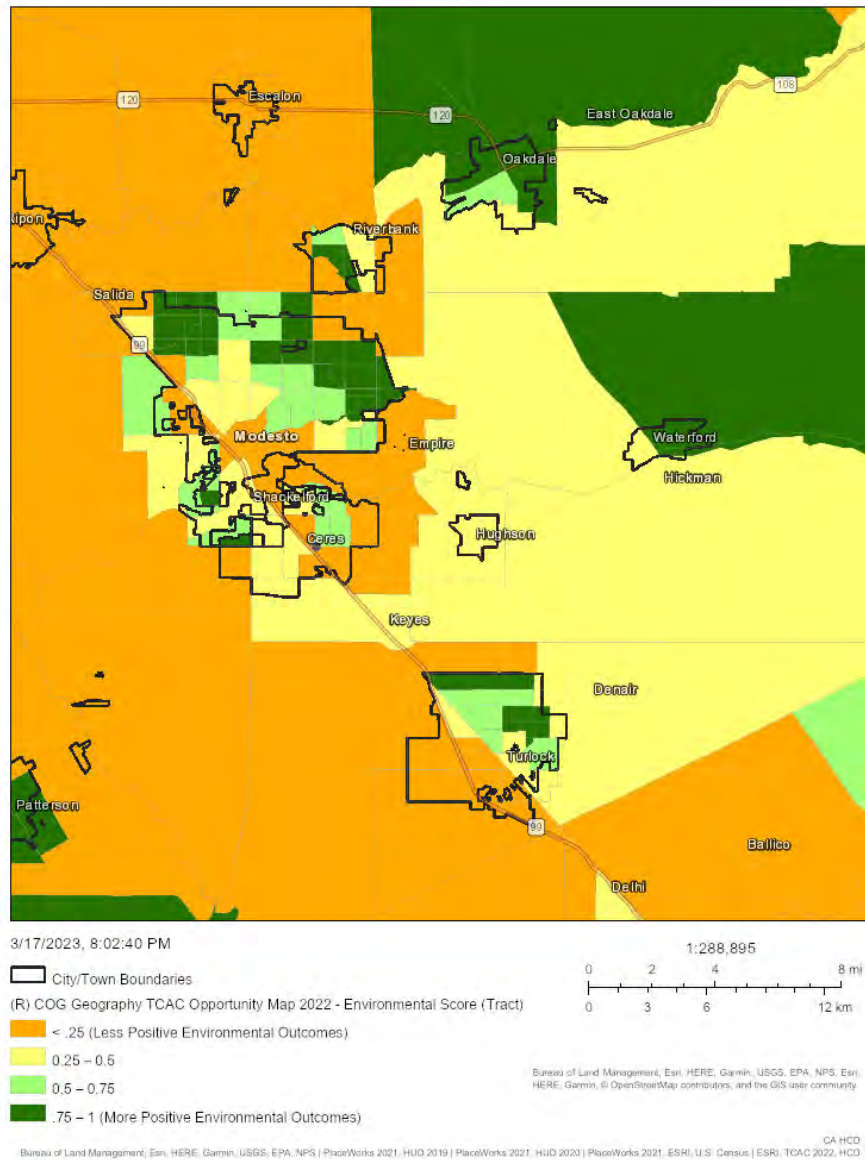 120
Escalon
108
120
East Oakdale
Oakdale
Ripon
Riverbank
Salida
99
Modesto
Empire
Waterford
Hickman
Shackelford
Hughson
Ceres
Keyes
Denair
Turlock
Patterson
99
Ballico
Delhi
3/17/2023, 8:02:40 PM
City/Town Boundaries
(R) COG Geography TCAC Opportunity Map 2022 - Environmental Score (Tract)
< .25 (Less Positive Environmental Outcomes)
0.25 – 0.5
0.5 – 0.75
.75 – 1 (More Positive Environmental Outcomes)
1:288,895
0 2 4 8 mi
0 3 6 12 km
Bureau of Land Management, Esri, HERE, Garmin, USGS, EPA, NPS, Esri,
HERE, Garmin, © OpenStreetMap contributors, and the GIS user community
CA HCD
Bureau of Land Management, Esri, HERE, Garmin, USGS, EPA, NPS | PlaceWorks 2021, HUD 2019 | PlaceWorks 2021, HUD 2020 | PlaceWorks 2021, ESRI, U.S. Census | ESRI, TCAC 2022, HCD